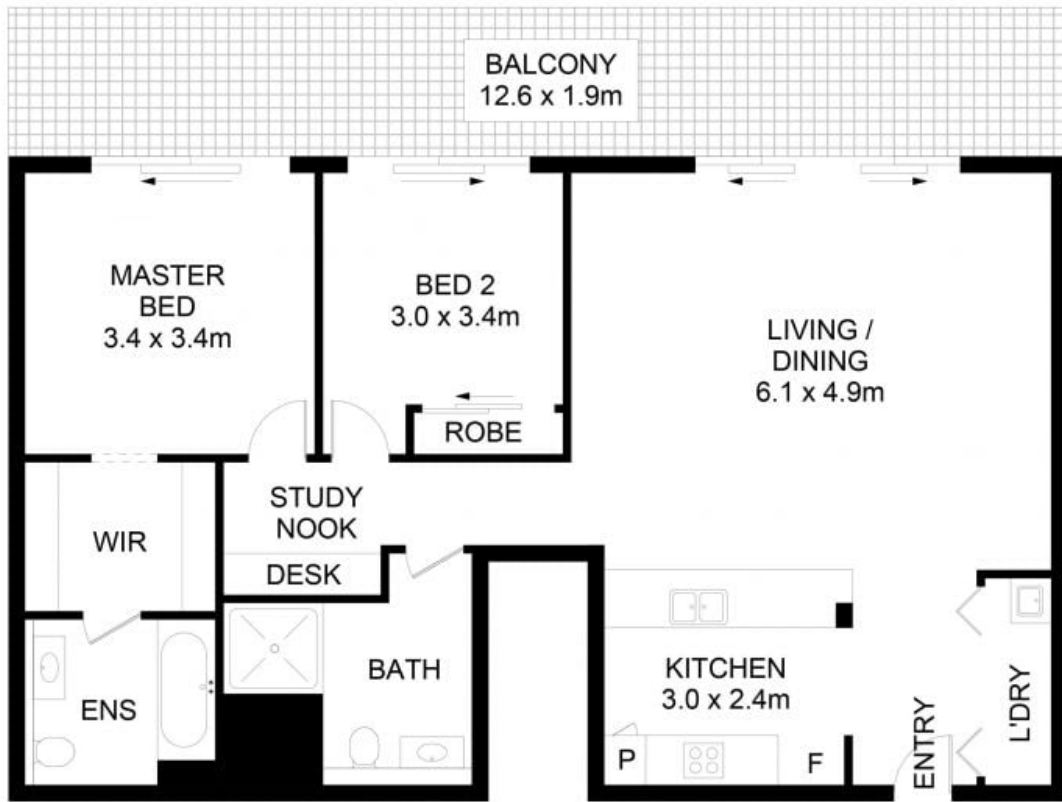 BALCONY
12.6 x 1.9m
MASTER
BED
3.4 x 3.4m
BED 2
3.0 x 3.4m
LIVING /
DINING
6.1 x 4.9m
ROBE
STUDY
NOOK
WIR
DESK
BATH
KITCHEN
3.0 x 2.4m
ENS
P
F
ENTRY
L'DRY